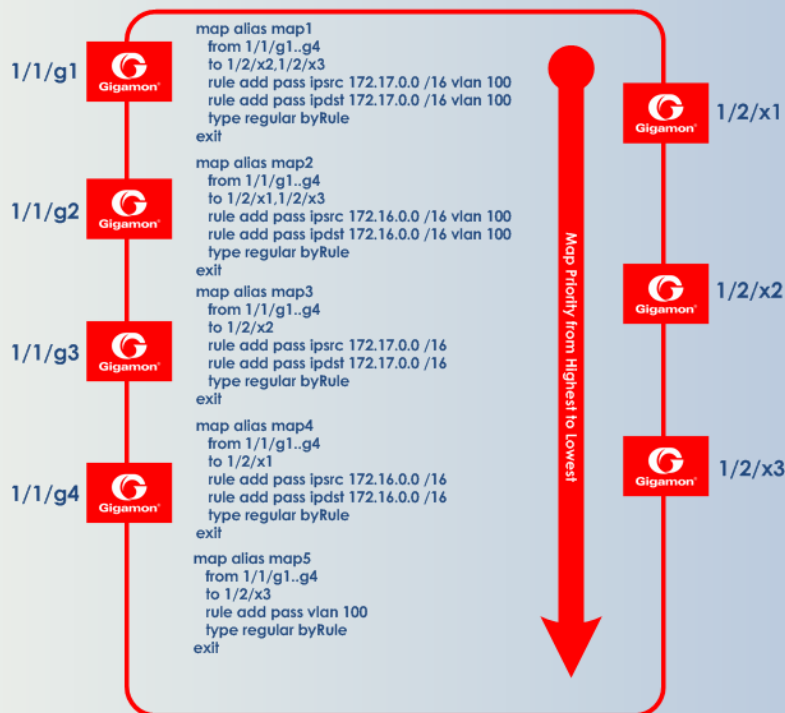 1/1/g1
Gigamon®
1/1/g2
Gigamon®
1/1/g3
Gigamon®
1/1/g4
Gigamon®
map alias map1
from 1/1/g1..g4
to 1/2/x2,1/2/x3
rule add pass ipsrc 172.17.0.0 /16 vlan 100
rule add pass ipdst 172.17.0.0 /16 vlan 100
type regular byRule
exit
map alias map2
from 1/1/g1..g4
to 1/2/x1,1/2/x3
rule add pass ipsrc 172.16.0.0 /16 vlan 100
rule add pass ipdst 172.16.0.0 /16 vlan 100
type regular byRule
exit
map alias map3
from 1/1/g1..g4
to 1/2/x2
rule add pass ipsrc 172.17.0.0 /16
rule add pass ipdst 172.17.0.0 /16
type regular byRule
exit
map alias map4
from 1/1/g1..g4
to 1/2/x1
rule add pass ipsrc 172.16.0.0 /16
rule add pass ipdst 172.16.0.0 /16
type regular byRule
exit
map alias map5
from 1/1/g1..g4
to 1/2/x3
rule add pass vlan 100
type regular byRule
exit
Map Priority from Highest to Lowest
Gigamon®
1/2/x1
Gigamon®
1/2/x2
Gigamon®
1/2/x3